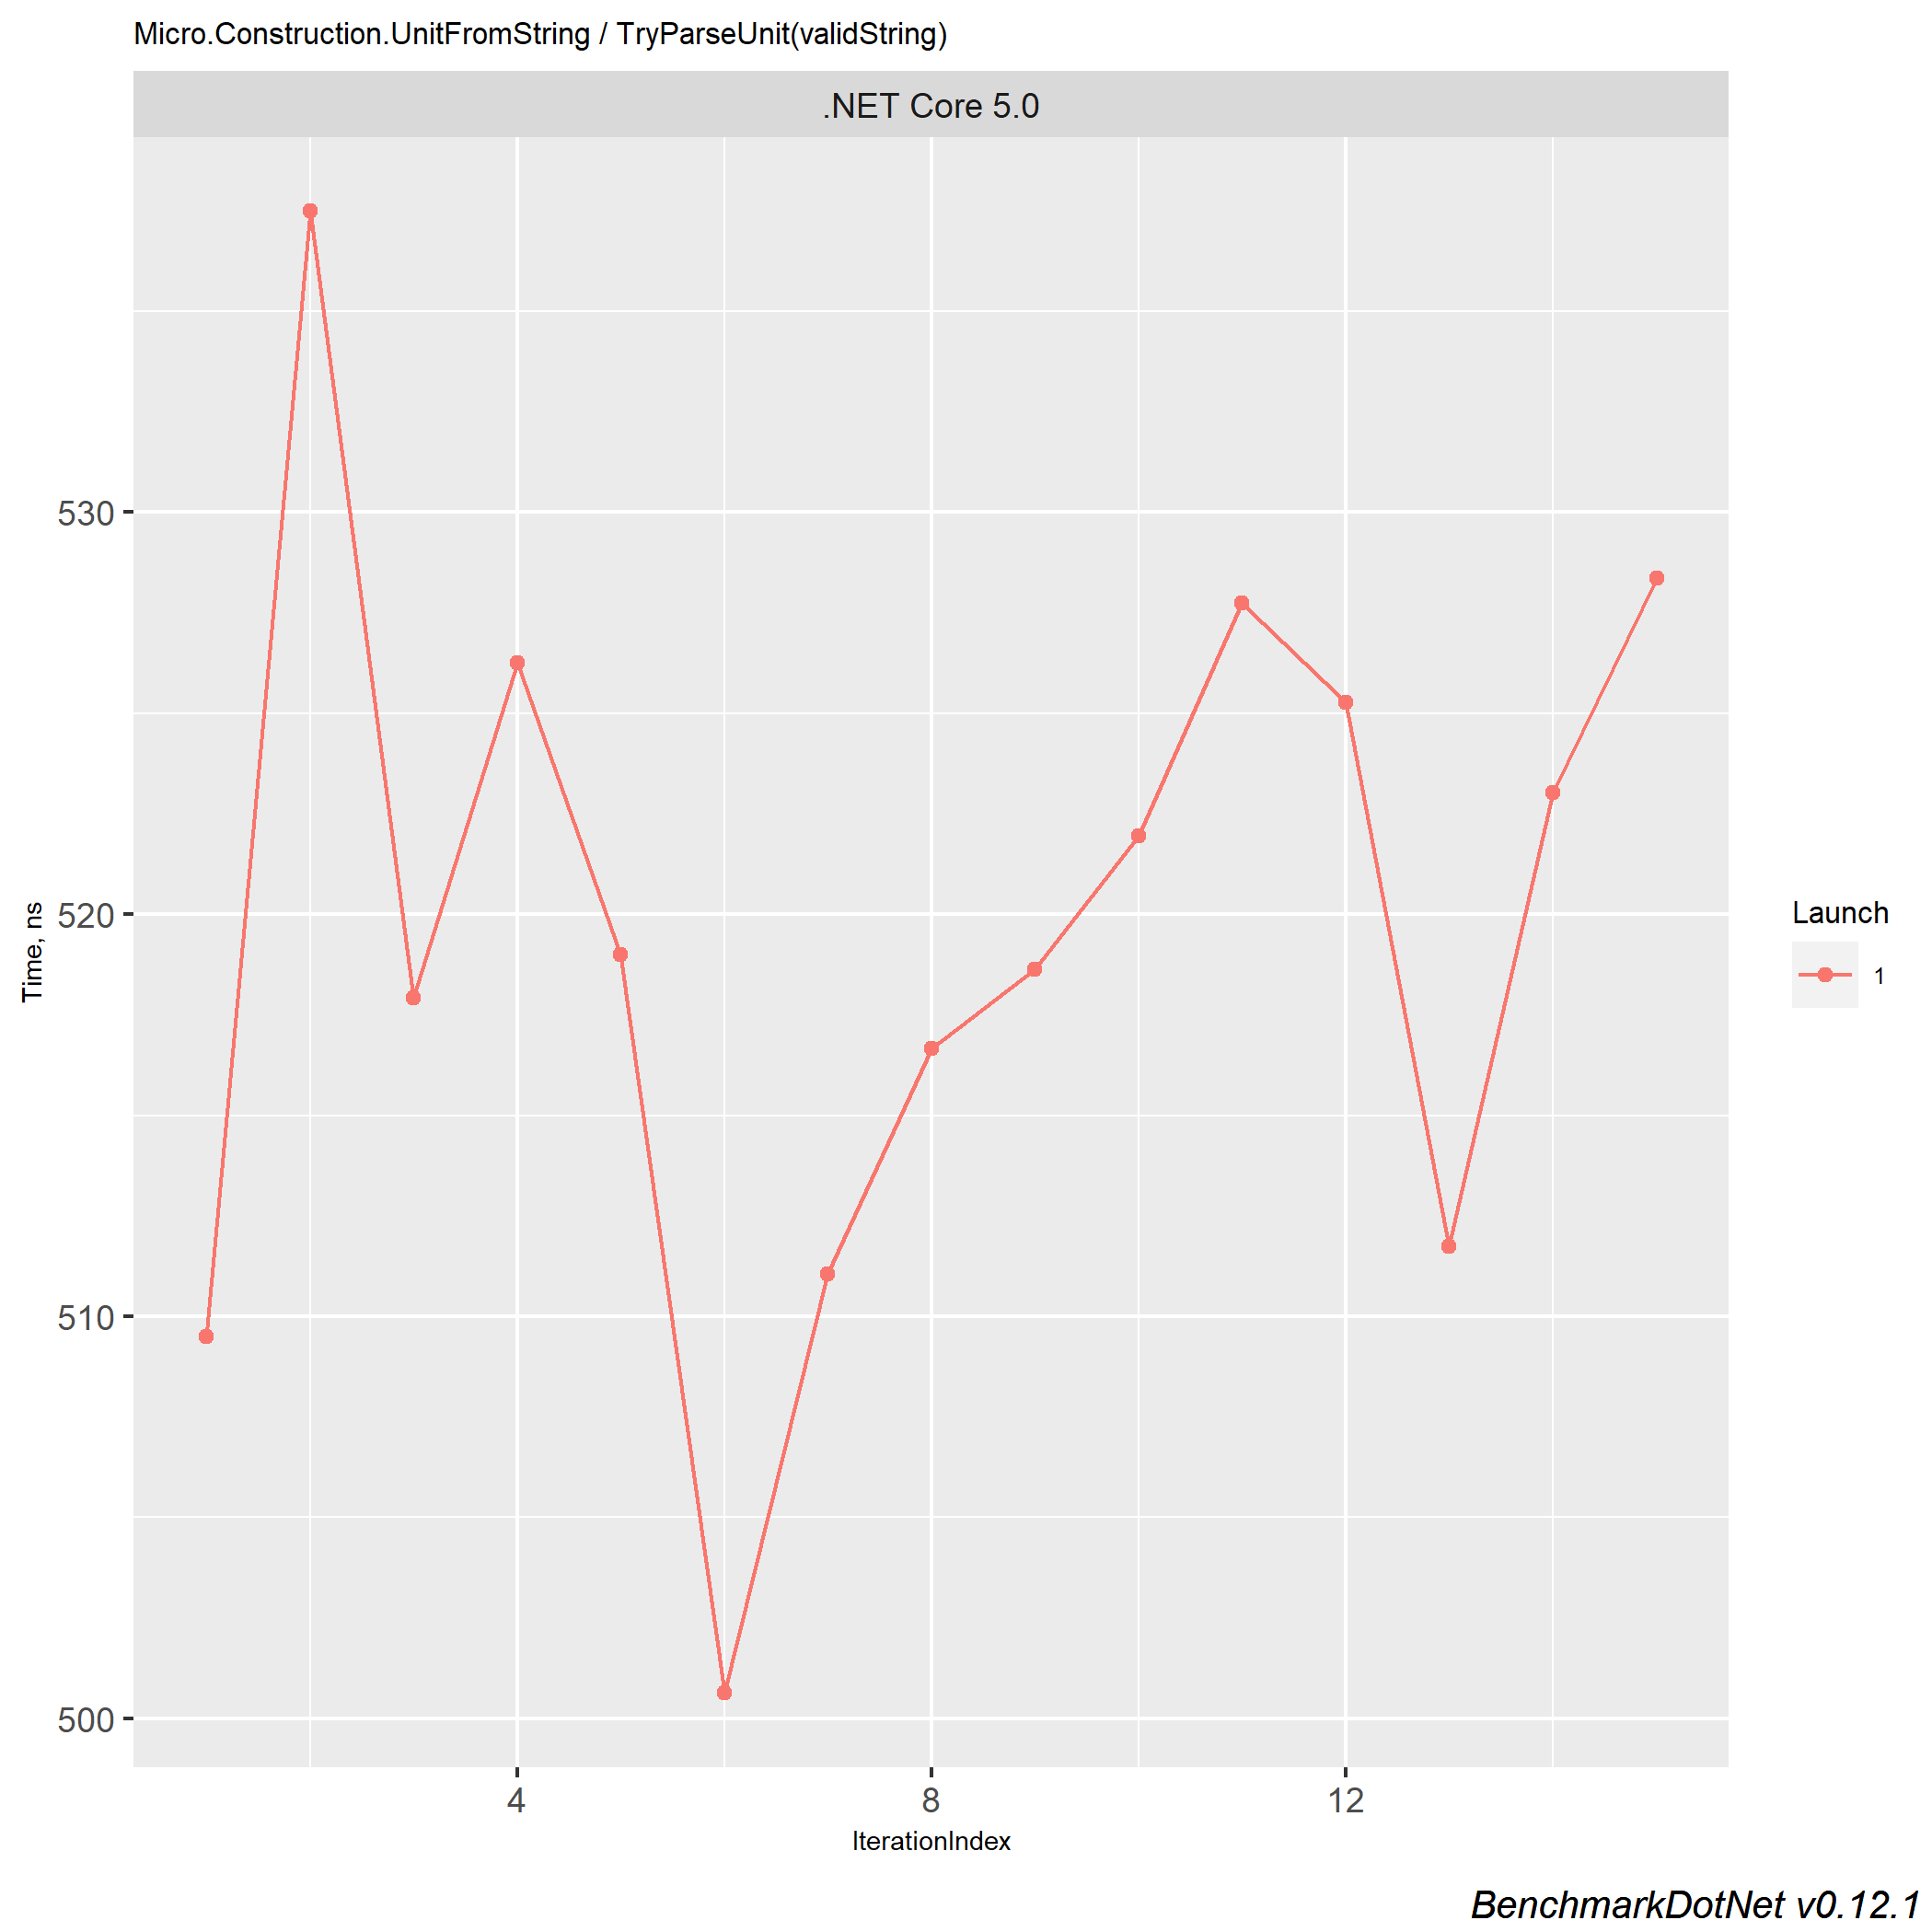 Micro.Construction.UnitFromString / TryParseUnit(validString)
.NET Core 5.0
530
520
510
500
Time, ns
4 8 12
IterationIndex
Launch
1
BenchmarkDotNet v0.12.1